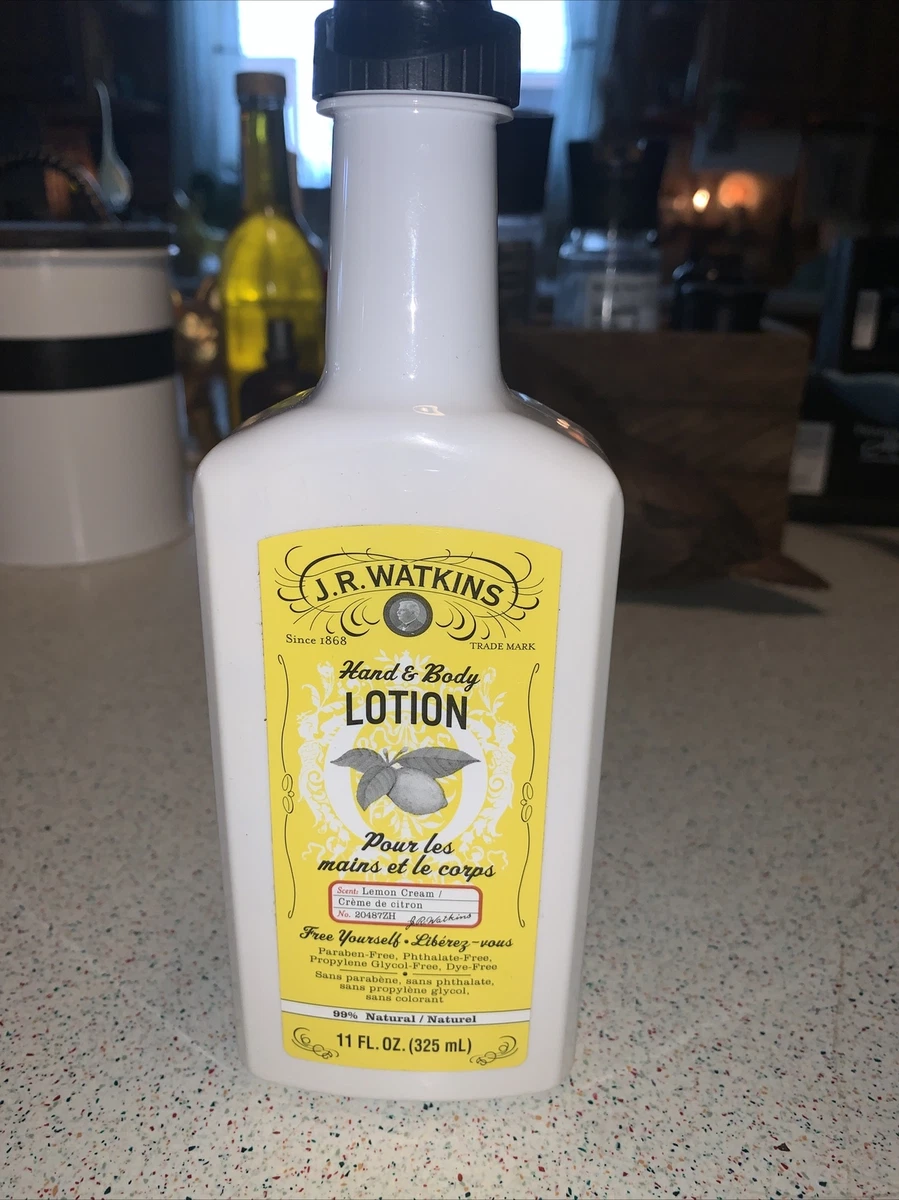 J.R.WATKINS
Since 1868
TRADE MARK
Hand & Body
LOTION
Pour les
mains et le corps
Scent: Lemon Cream /
Crème de citron
No. 20487ZH J.R.Watkins
Free Yourself • Libérez-vous
Paraben-Free, Phthalate-Free,
Propylene Glycol-Free, Dye-Free
Sans parabène, sans phthalate,
sans propylène glycol,
sans colorant
99% Natural / Naturel
11 FL. OZ. (325 mL)